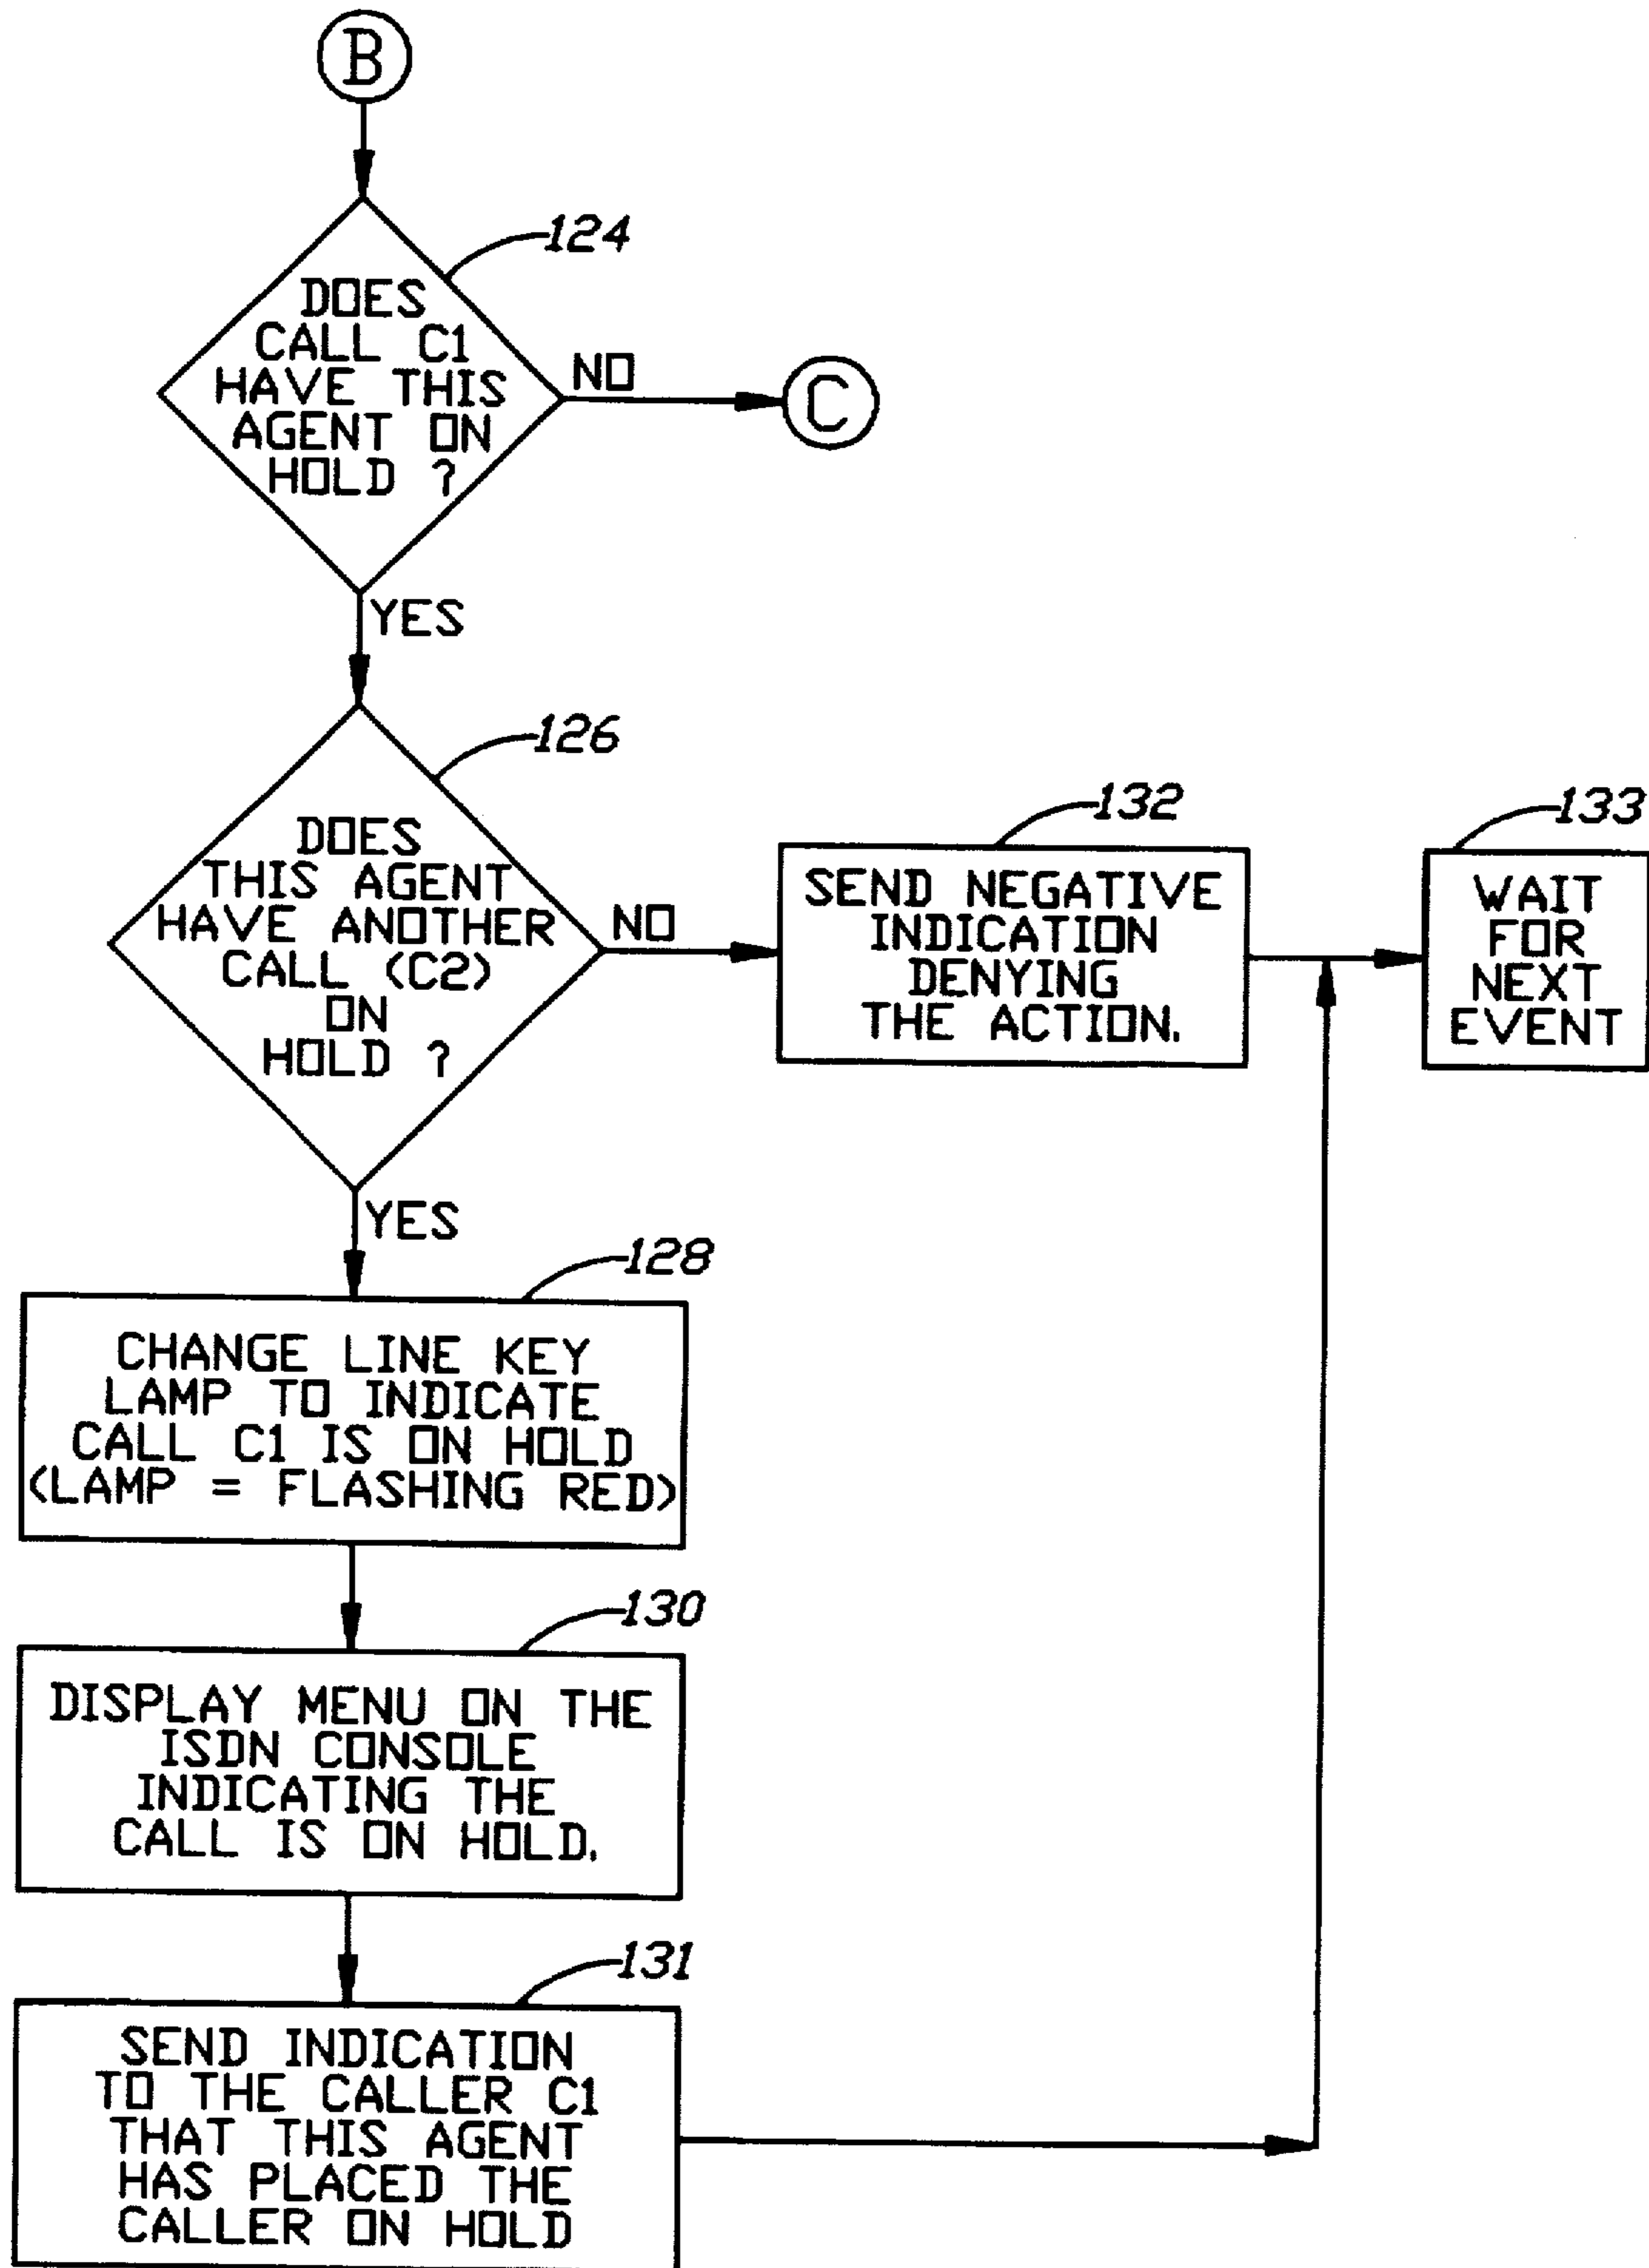 B
124
DOES
CALL C1
HAVE THIS
AGENT ON
HOLD ?
NO
C
YES
126
DOES
THIS AGENT
HAVE ANOTHER
CALL (C2)
ON
HOLD ?
NO
132
SEND NEGATIVE
INDICATION
DENYING
THE ACTION.
133
WAIT
FOR
NEXT
EVENT
YES
128
CHANGE LINE KEY
LAMP TO INDICATE
CALL C1 IS ON HOLD
(LAMP = FLASHING RED)
130
DISPLAY MENU ON THE
ISDN CONSOLE
INDICATING THE
CALL IS ON HOLD.
131
SEND INDICATION
TO THE CALLER C1
THAT THIS AGENT
HAS PLACED THE
CALLER ON HOLD